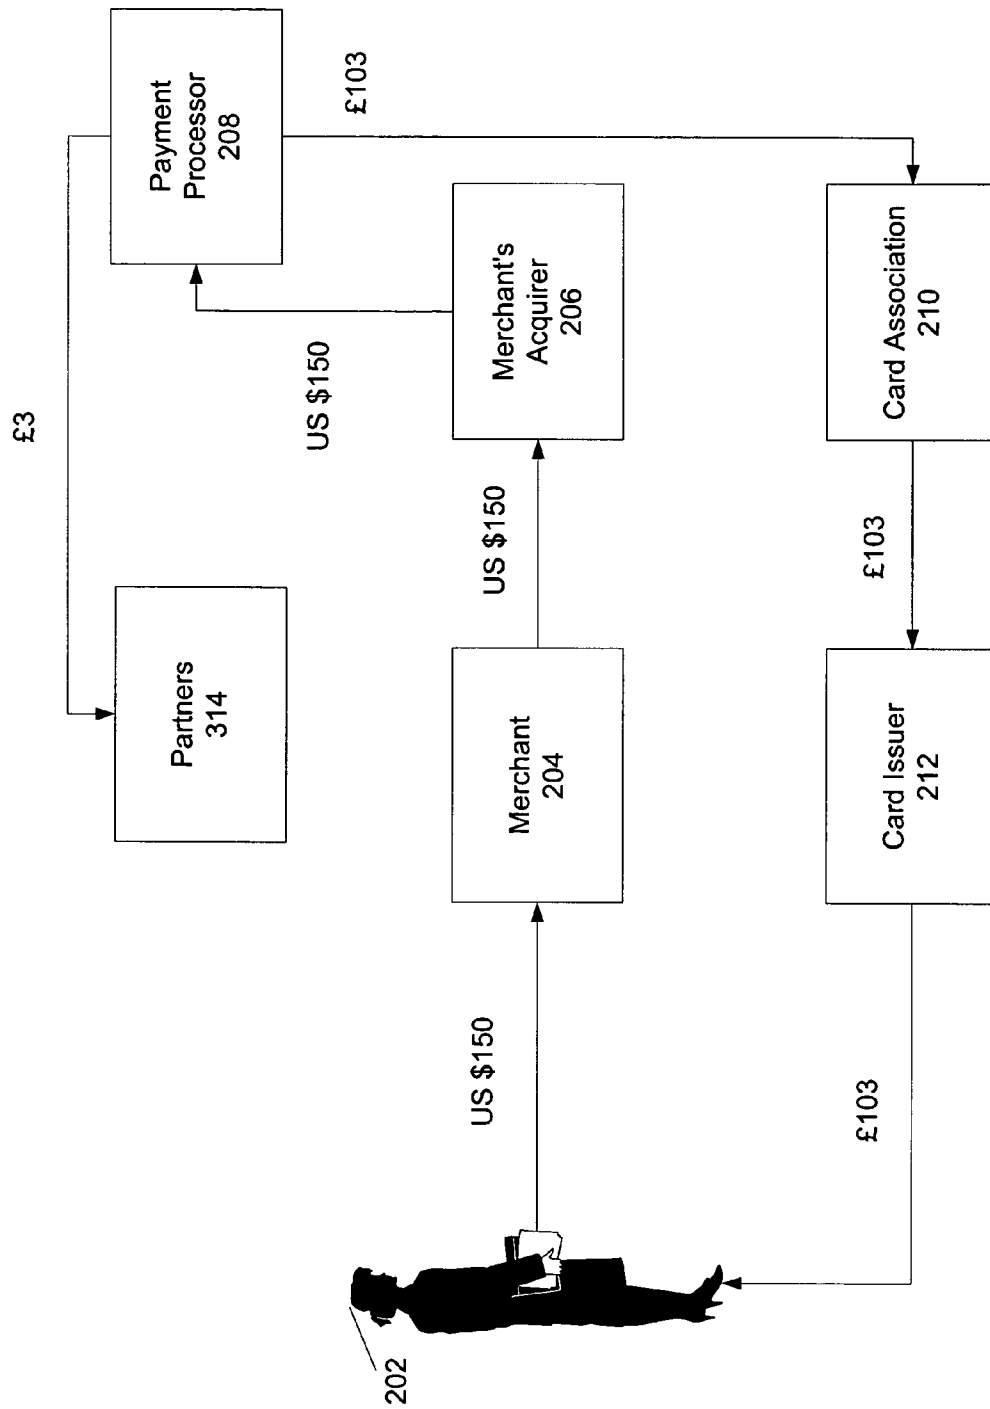 £3
Partners
314
Payment
Processor
208
£103
US $150
US $150
Merchant
204
US $150
Merchant's
Acquirer
206
202
£103
Card Issuer
212
£103
Card Association
210